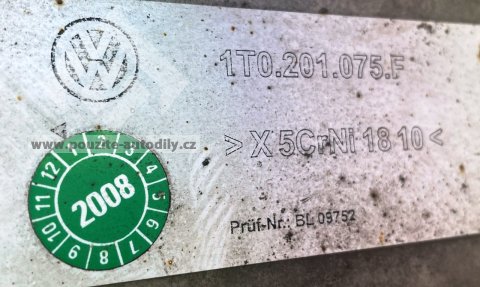 1T0.201.075.F
www.pouzite-autodily.cz
>X 5CrNi 18 10<
1 2 3 4 5 6 7 8 9 10 11 12
2008
Prüf-Nr.: BL 09752